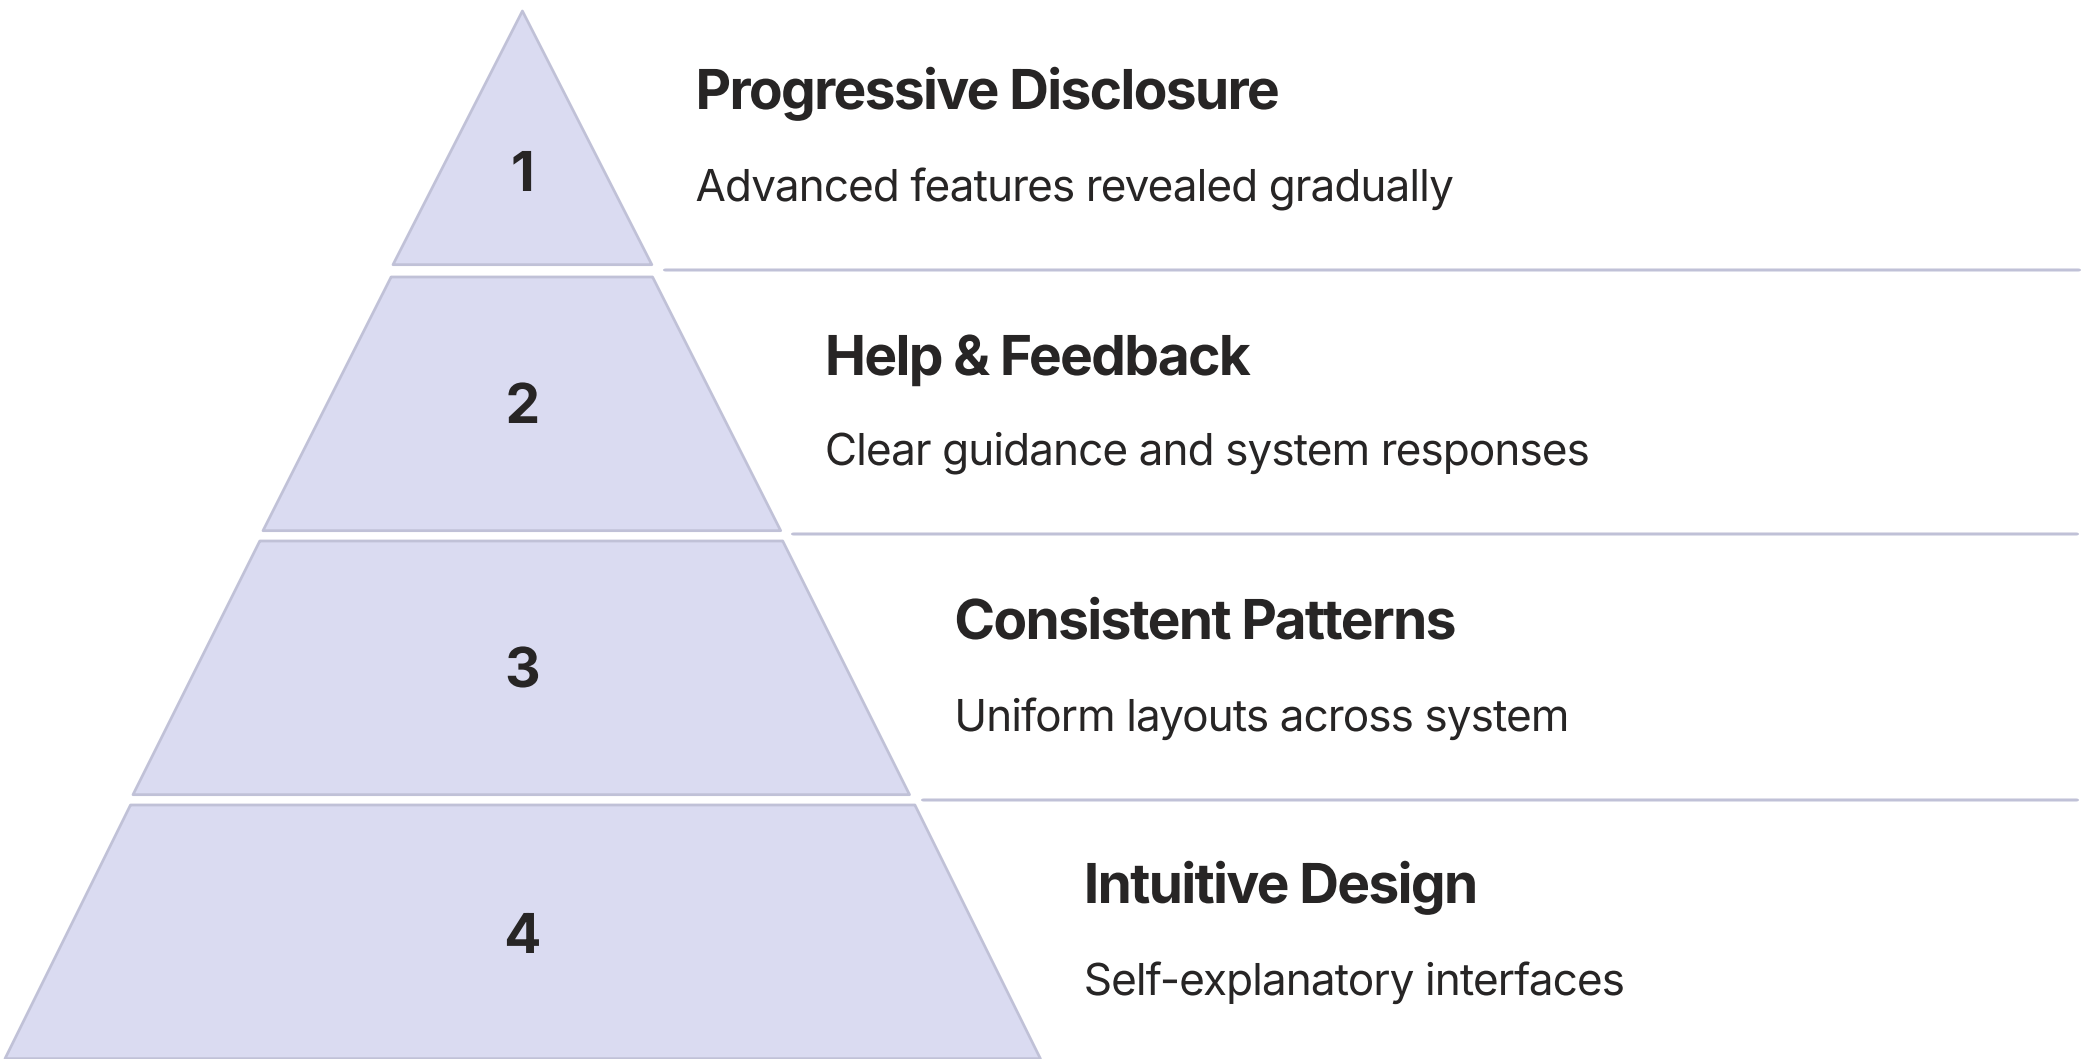 1
Progressive Disclosure
Advanced features revealed gradually
2
Help & Feedback
Clear guidance and system responses
3
Consistent Patterns
Uniform layouts across system
4
Intuitive Design
Self-explanatory interfaces